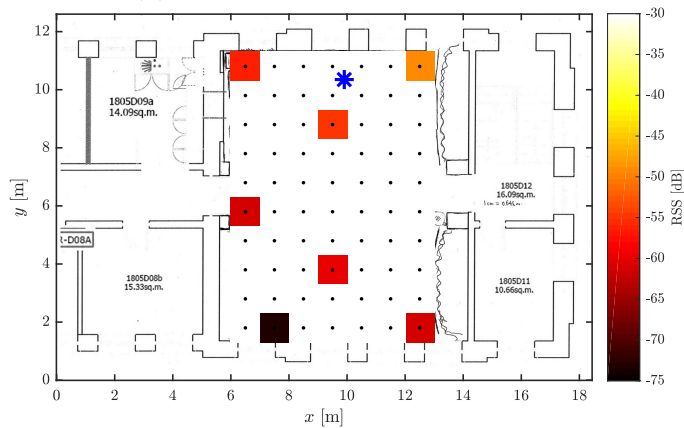 12
10
8
6
4
2
0
y [m]
1805D09a
14.09sq.m.
R-D08A
1805D08b
15.33sq.m.
1805D12
16.09sq.m.
1805D11
10.66sq.m.
0 2 4 6 8 10 12 14 16 18
x [m]
-30
-35
-40
-45
-50
-55
-60
-65
-70
-75
RSS [dB]